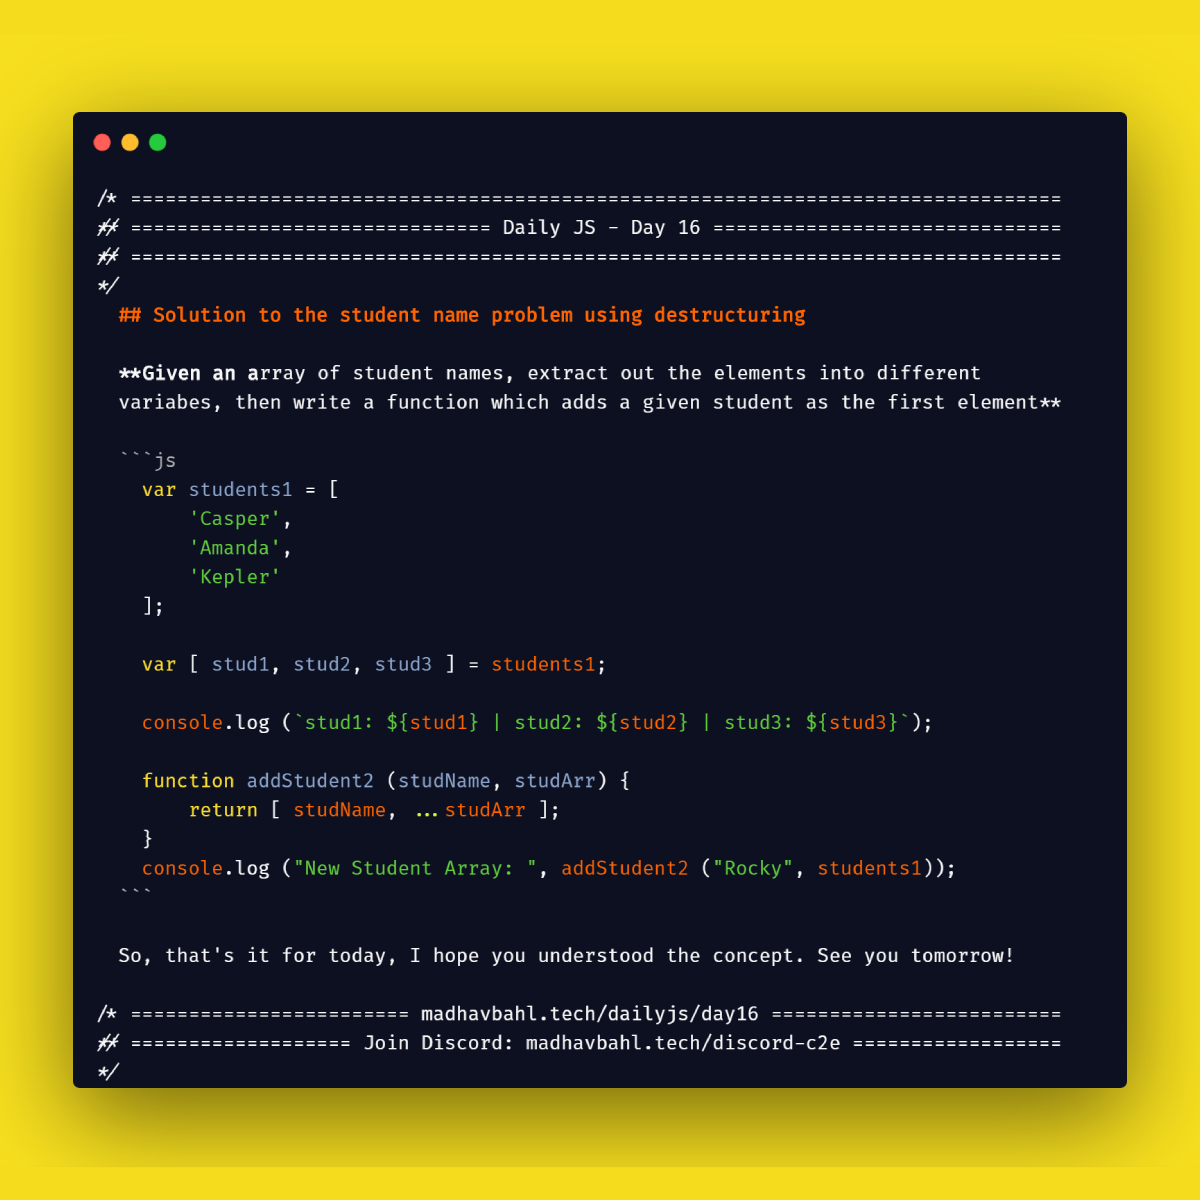 /* ================================================================================
## =============================== Daily JS - Day 16 ==============================
## ================================================================================
*/
## Solution to the student name problem using destructuring
**Given an array of student names, extract out the elements into different
variabes, then write a function which adds a given student as the first element**
```js
var students1 = [
'Casper',
'Amanda',
'Kepler'
];
var [ stud1, stud2, stud3 ] = students1;
console.log (`stud1: ${stud1} | stud2: ${stud2} | stud3: ${stud3}`);
function addStudent2 (studName, studArr) {
return [ studName, ...studArr ];
}
console.log ("New Student Array: ", addStudent2 ("Rocky", students1));
```
So, that's it for today, I hope you understood the concept. See you tomorrow!
/* ======================== madhavbahl.tech/dailyjs/day16 =========================
## =================== Join Discord: madhavbahl.tech/discord-c2e ==================
*/